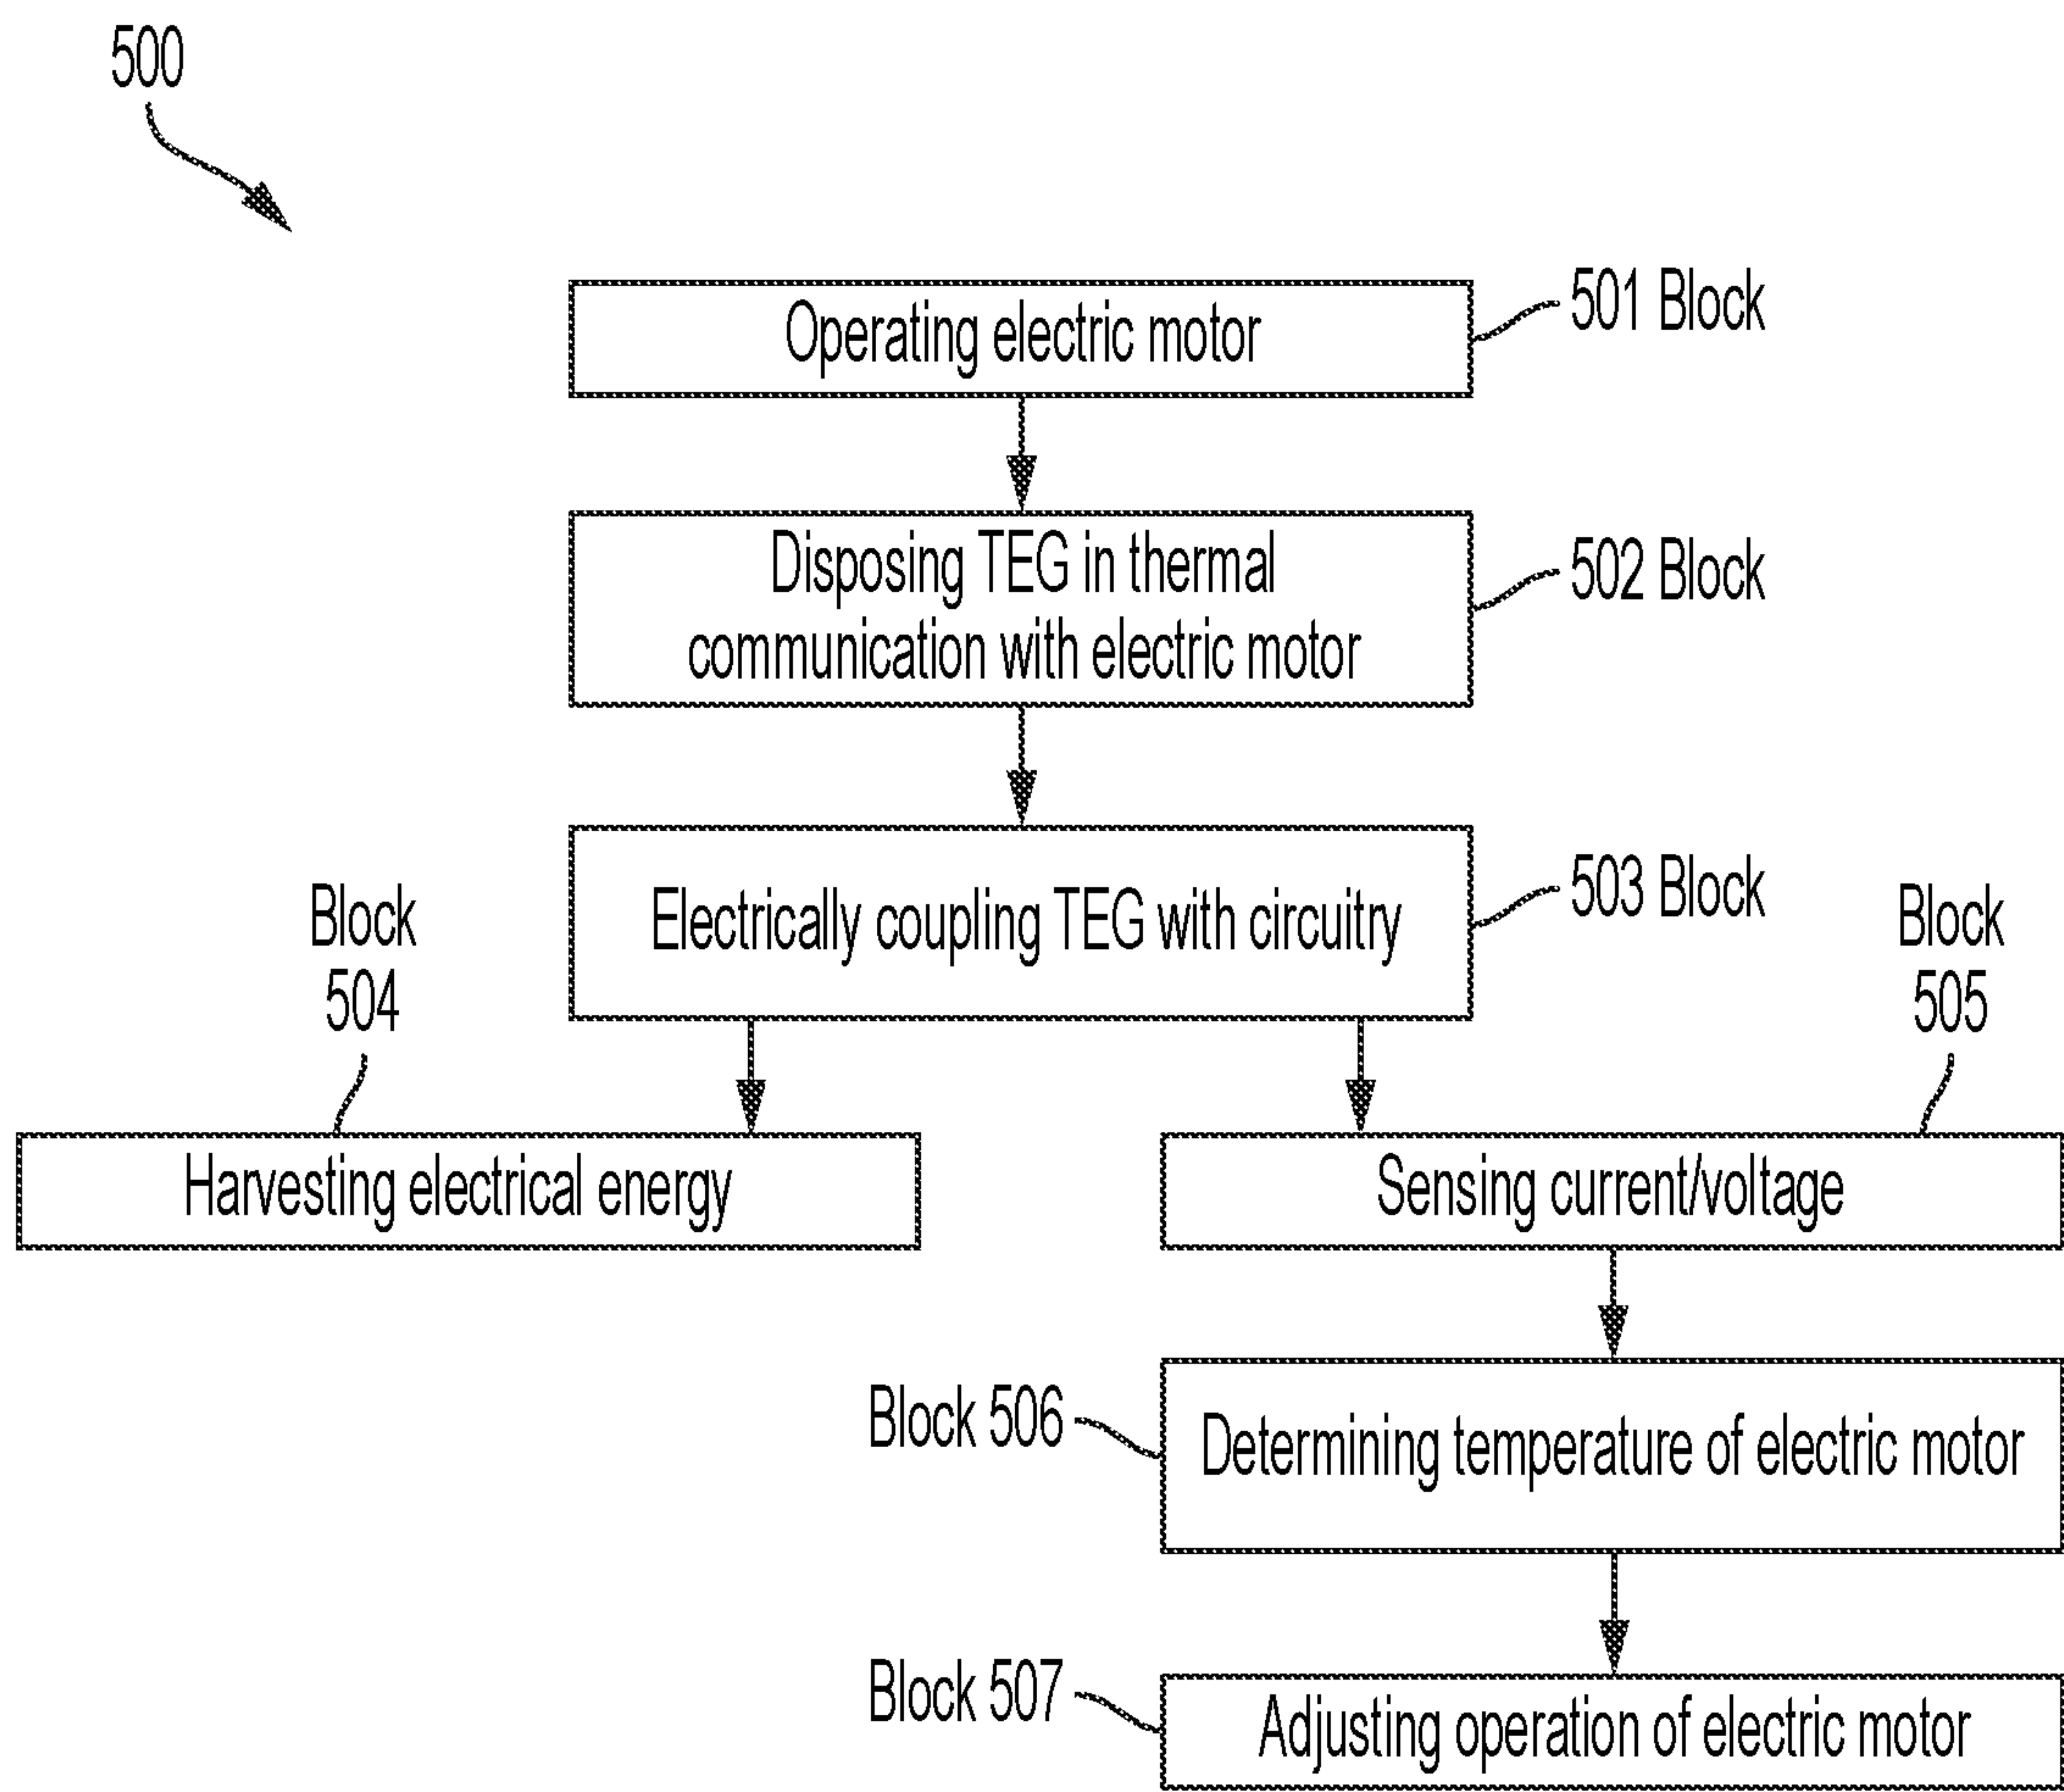 500
Operating electric motor
501 Block
Disposing TEG in thermal
communication with electric motor
502 Block
Electrically coupling TEG with circuitry
503 Block
Block
504
Block
505
Harvesting electrical energy
Sensing current/voltage
Block 506
Determining temperature of electric motor
Block 507
Adjusting operation of electric motor